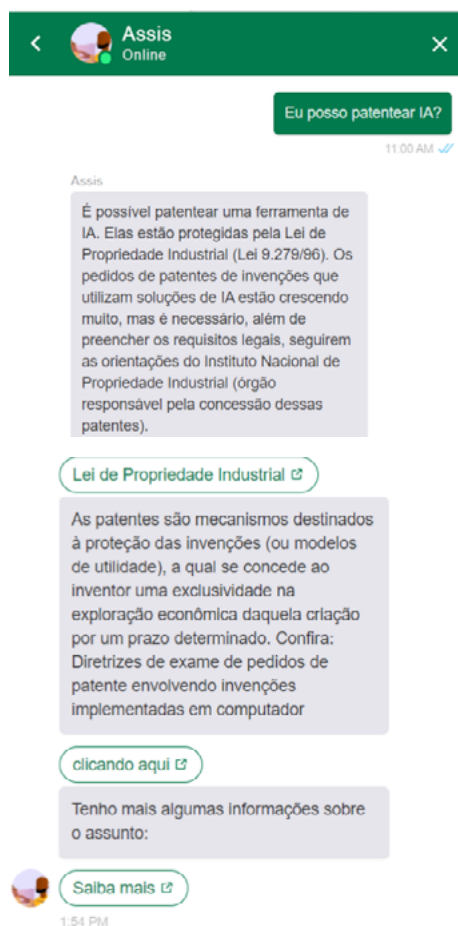 Assis
Online
Eu posso patentear IA?
11:00 AM
Assis
É possível patentear uma ferramenta de
IA. Elas estão protegidas pela Lei de
Propriedade Industrial (Lei 9.279/96). Os
pedidos de patentes de invenções que
utilizam soluções de IA estão crescendo
muito, mas é necessário, além de
preencher os requisitos legais, seguirem
as orientações do Instituto Nacional de
Propriedade Industrial (órgão
responsável pela concessão dessas
patentes).
Lei de Propriedade Industrial
As patentes são mecanismos destinados
à proteção das invenções (ou modelos
de utilidade), a qual se concede ao
inventor uma exclusividade na
exploração econômica daquela criação
por um prazo determinado. Confira:
Diretrizes de exame de pedidos de
patente envolvendo invenções
implementadas em computador
clicando aqui
Tenho mais algumas informações sobre
o assunto:
Saiba mais
1:54 PM